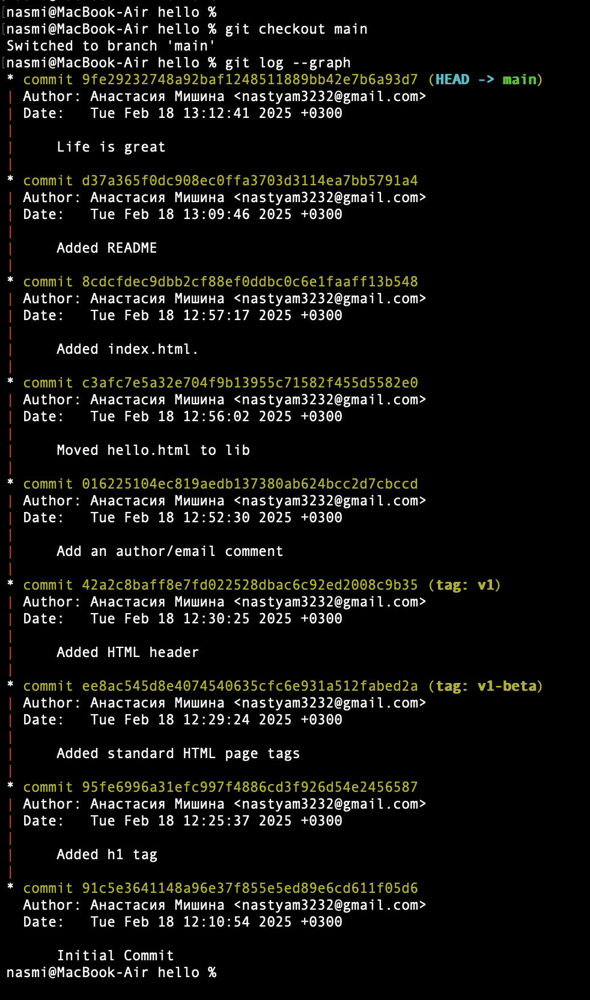 nasmi@MacBook-Air hello %
nasmi@MacBook-Air hello % git checkout main
Switched to branch 'main'
nasmi@MacBook-Air hello % git log --graph
* commit 9fe29232748a92baf1248511889bb42e7b6a93d7 (HEAD -> main)
| Author: Анастасия Мишина <nastyam3232@gmail.com>
| Date:   Tue Feb 18 13:12:41 2025 +0300
|
|     Life is great
|
* commit d37a365f0dc908ec0ffa3703d3114ea7bb5791a4
| Author: Анастасия Мишина <nastyam3232@gmail.com>
| Date:   Tue Feb 18 13:09:46 2025 +0300
|
|     Added README
|
* commit 8cdcfdec9dbb2cf88ef0ddbc0c6e1faaff13b548
| Author: Анастасия Мишина <nastyam3232@gmail.com>
| Date:   Tue Feb 18 12:57:17 2025 +0300
|
|     Added index.html.
|
* commit c3afc7e5a32e704f9b13955c71582f455d5582e0
| Author: Анастасия Мишина <nastyam3232@gmail.com>
| Date:   Tue Feb 18 12:56:02 2025 +0300
|
|     Moved hello.html to lib
|
* commit 016225104ec819aedb137380ab624bcc2d7cbccd
| Author: Анастасия Мишина <nastyam3232@gmail.com>
| Date:   Tue Feb 18 12:52:30 2025 +0300
|
|     Add an author/email comment
|
* commit 42a2c8baff8e7fd022528dbac6c92ed2008c9b35 (tag: v1)
| Author: Анастасия Мишина <nastyam3232@gmail.com>
| Date:   Tue Feb 18 12:30:25 2025 +0300
|
|     Added HTML header
|
* commit ee8ac545d8e4074540635cfc6e931a512fabed2a (tag: v1-beta)
| Author: Анастасия Мишина <nastyam3232@gmail.com>
| Date:   Tue Feb 18 12:29:24 2025 +0300
|
|     Added standard HTML page tags
|
* commit 95fe6996a31efc997f4886cd3f926d54e2456587
| Author: Анастасия Мишина <nastyam3232@gmail.com>
| Date:   Tue Feb 18 12:25:37 2025 +0300
|
|     Added h1 tag
|
* commit 91c5e3641148a96e37f855e5ed89e6cd611f05d6
  Author: Анастасия Мишина <nastyam3232@gmail.com>
  Date:   Tue Feb 18 12:10:54 2025 +0300

      Initial Commit
nasmi@MacBook-Air hello %